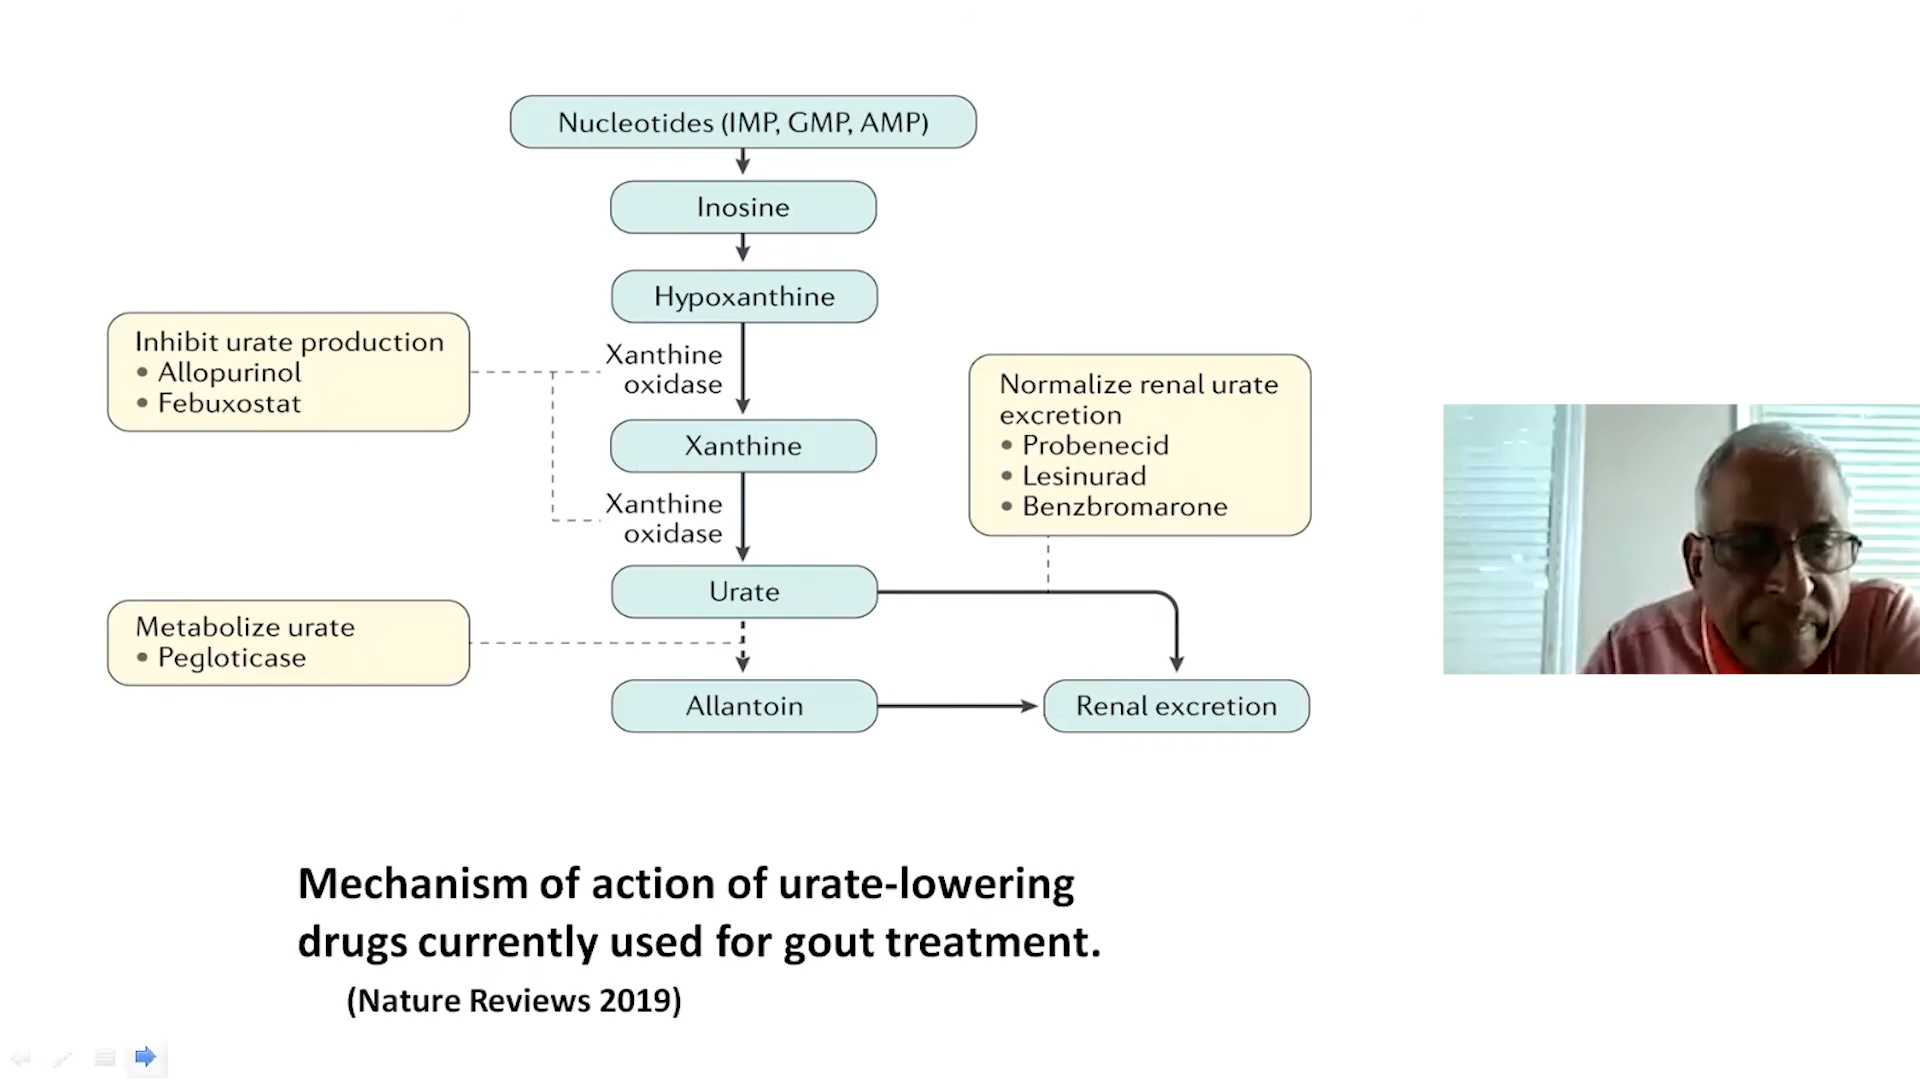 Nucleotides (IMP, GMP, AMP)
Inosine
Hypoxanthine
Inhibit urate production
• Allopurinol
• Febuxostat
Xanthine
oxidase
Normalize renal urate
excretion
• Probenecid
• Lesinurad
• Benzbromarone
Xanthine
Xanthine
oxidase
Urate
Metabolize urate
• Pegloticase
Allantoin
Renal excretion
Mechanism of action of urate-lowering
drugs currently used for gout treatment.
(Nature Reviews 2019)